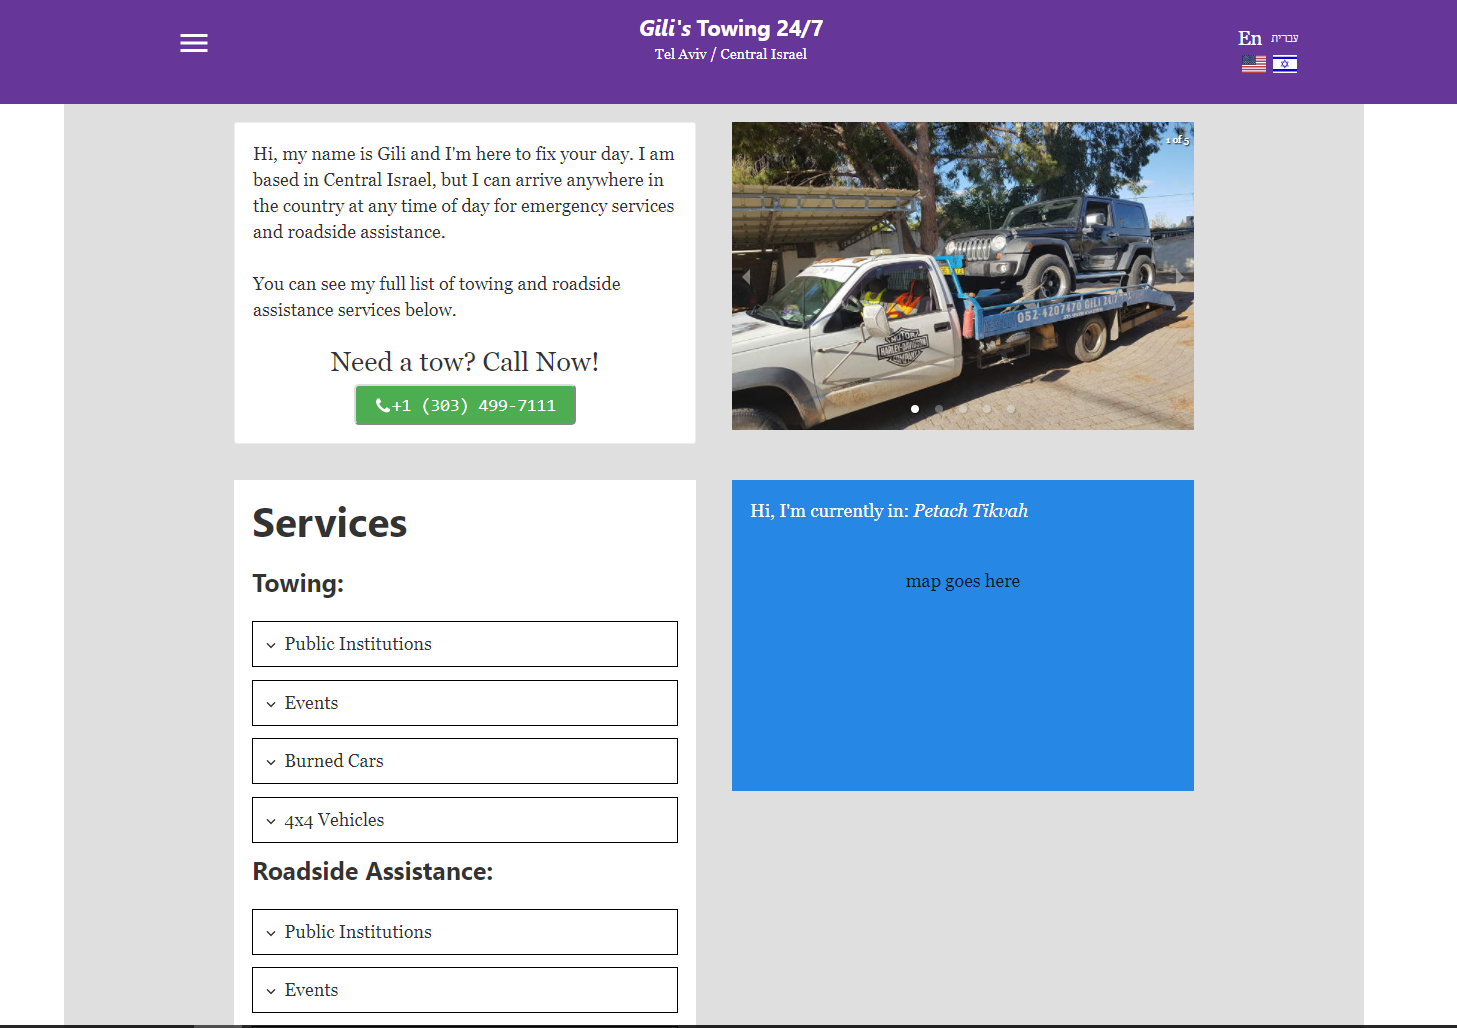 Gili's Towing 24/7
Tel Aviv / Central Israel
En עברית
Hi, my name is Gili and I'm here to fix your day. I am
based in Central Israel, but I can arrive anywhere in
the country at any time of day for emergency services
and roadside assistance.
You can see my full list of towing and roadside
assistance services below.
Need a tow? Call Now!
+1 (303) 499-7111
1 of 5
052-4207470 GILI 24/7
MOTOR
HARLEY-DAVIDSON
COMPANY
Services
Towing:
Public Institutions
Events
Burned Cars
4x4 Vehicles
Roadside Assistance:
Public Institutions
Events
Hi, I'm currently in: Petach Tikvah
map goes here